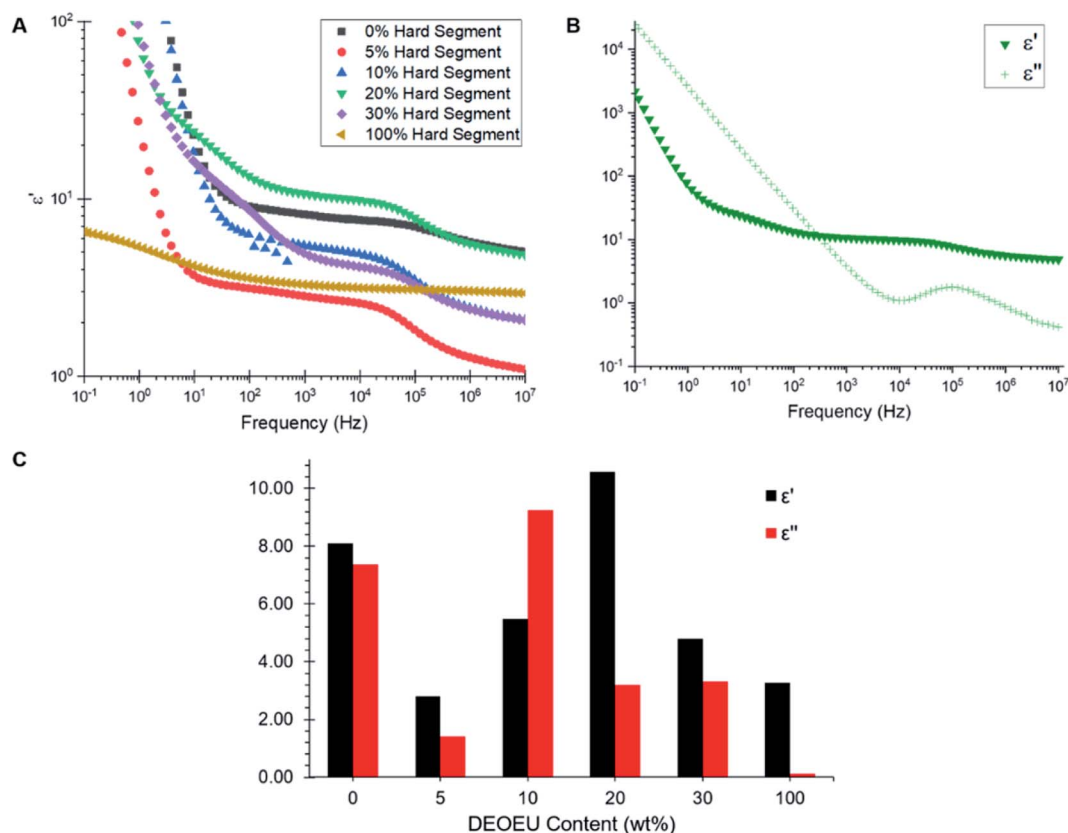 A
ε'
10²
10¹
10⁰
10⁻¹ 10⁰ 10¹ 10² 10³ 10⁴ 10⁵ 10⁶ 10⁷
Frequency (Hz)
0% Hard Segment
5% Hard Segment
10% Hard Segment
20% Hard Segment
30% Hard Segment
100% Hard Segment
B
10⁴
10³
10²
10¹
10⁰
10⁻¹
10⁻¹ 10⁰ 10¹ 10² 10³ 10⁴ 10⁵ 10⁶ 10⁷
Frequency (Hz)
ε'
ε"
C
10.00
8.00
6.00
4.00
2.00
0.00
0 5 10 20 30 100
DEOEU Content (wt%)
ε'
ε"